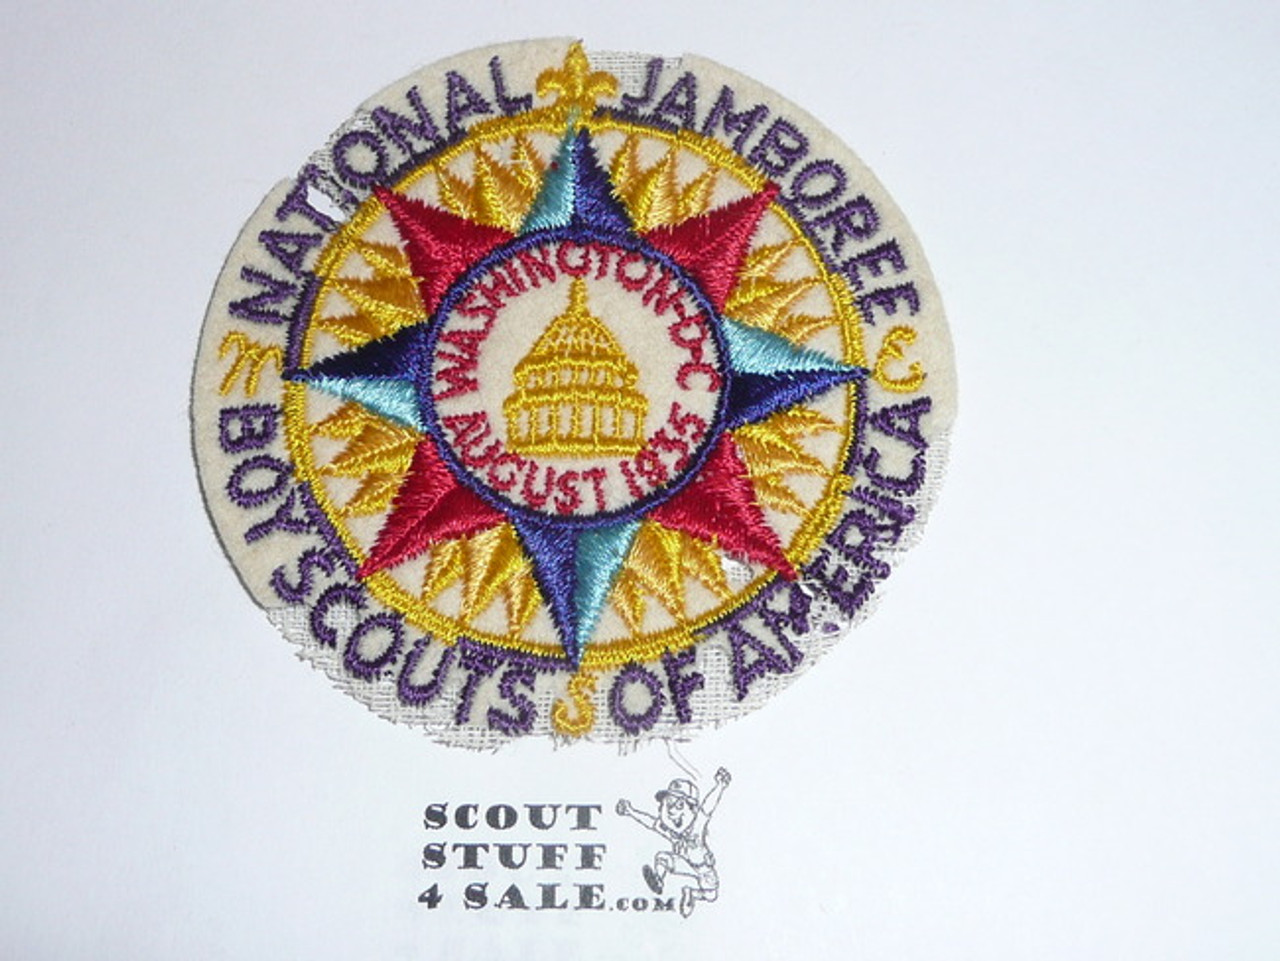 NATIONAL JAMBOREE
W E
S
BOY SCOUTS OF AMERICA
WASHINGTON-D-C
AUGUST 1935
SCOUT
STUFF
4 SALE.COM